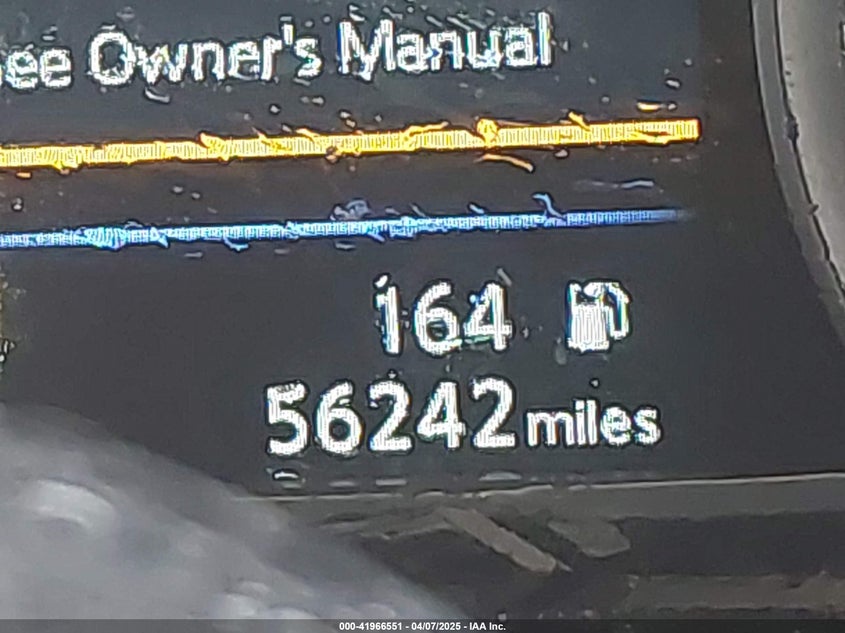 ee Owner's Manual
164
56242 miles
000-41966551 - 04/07/2025 - IAA Inc.